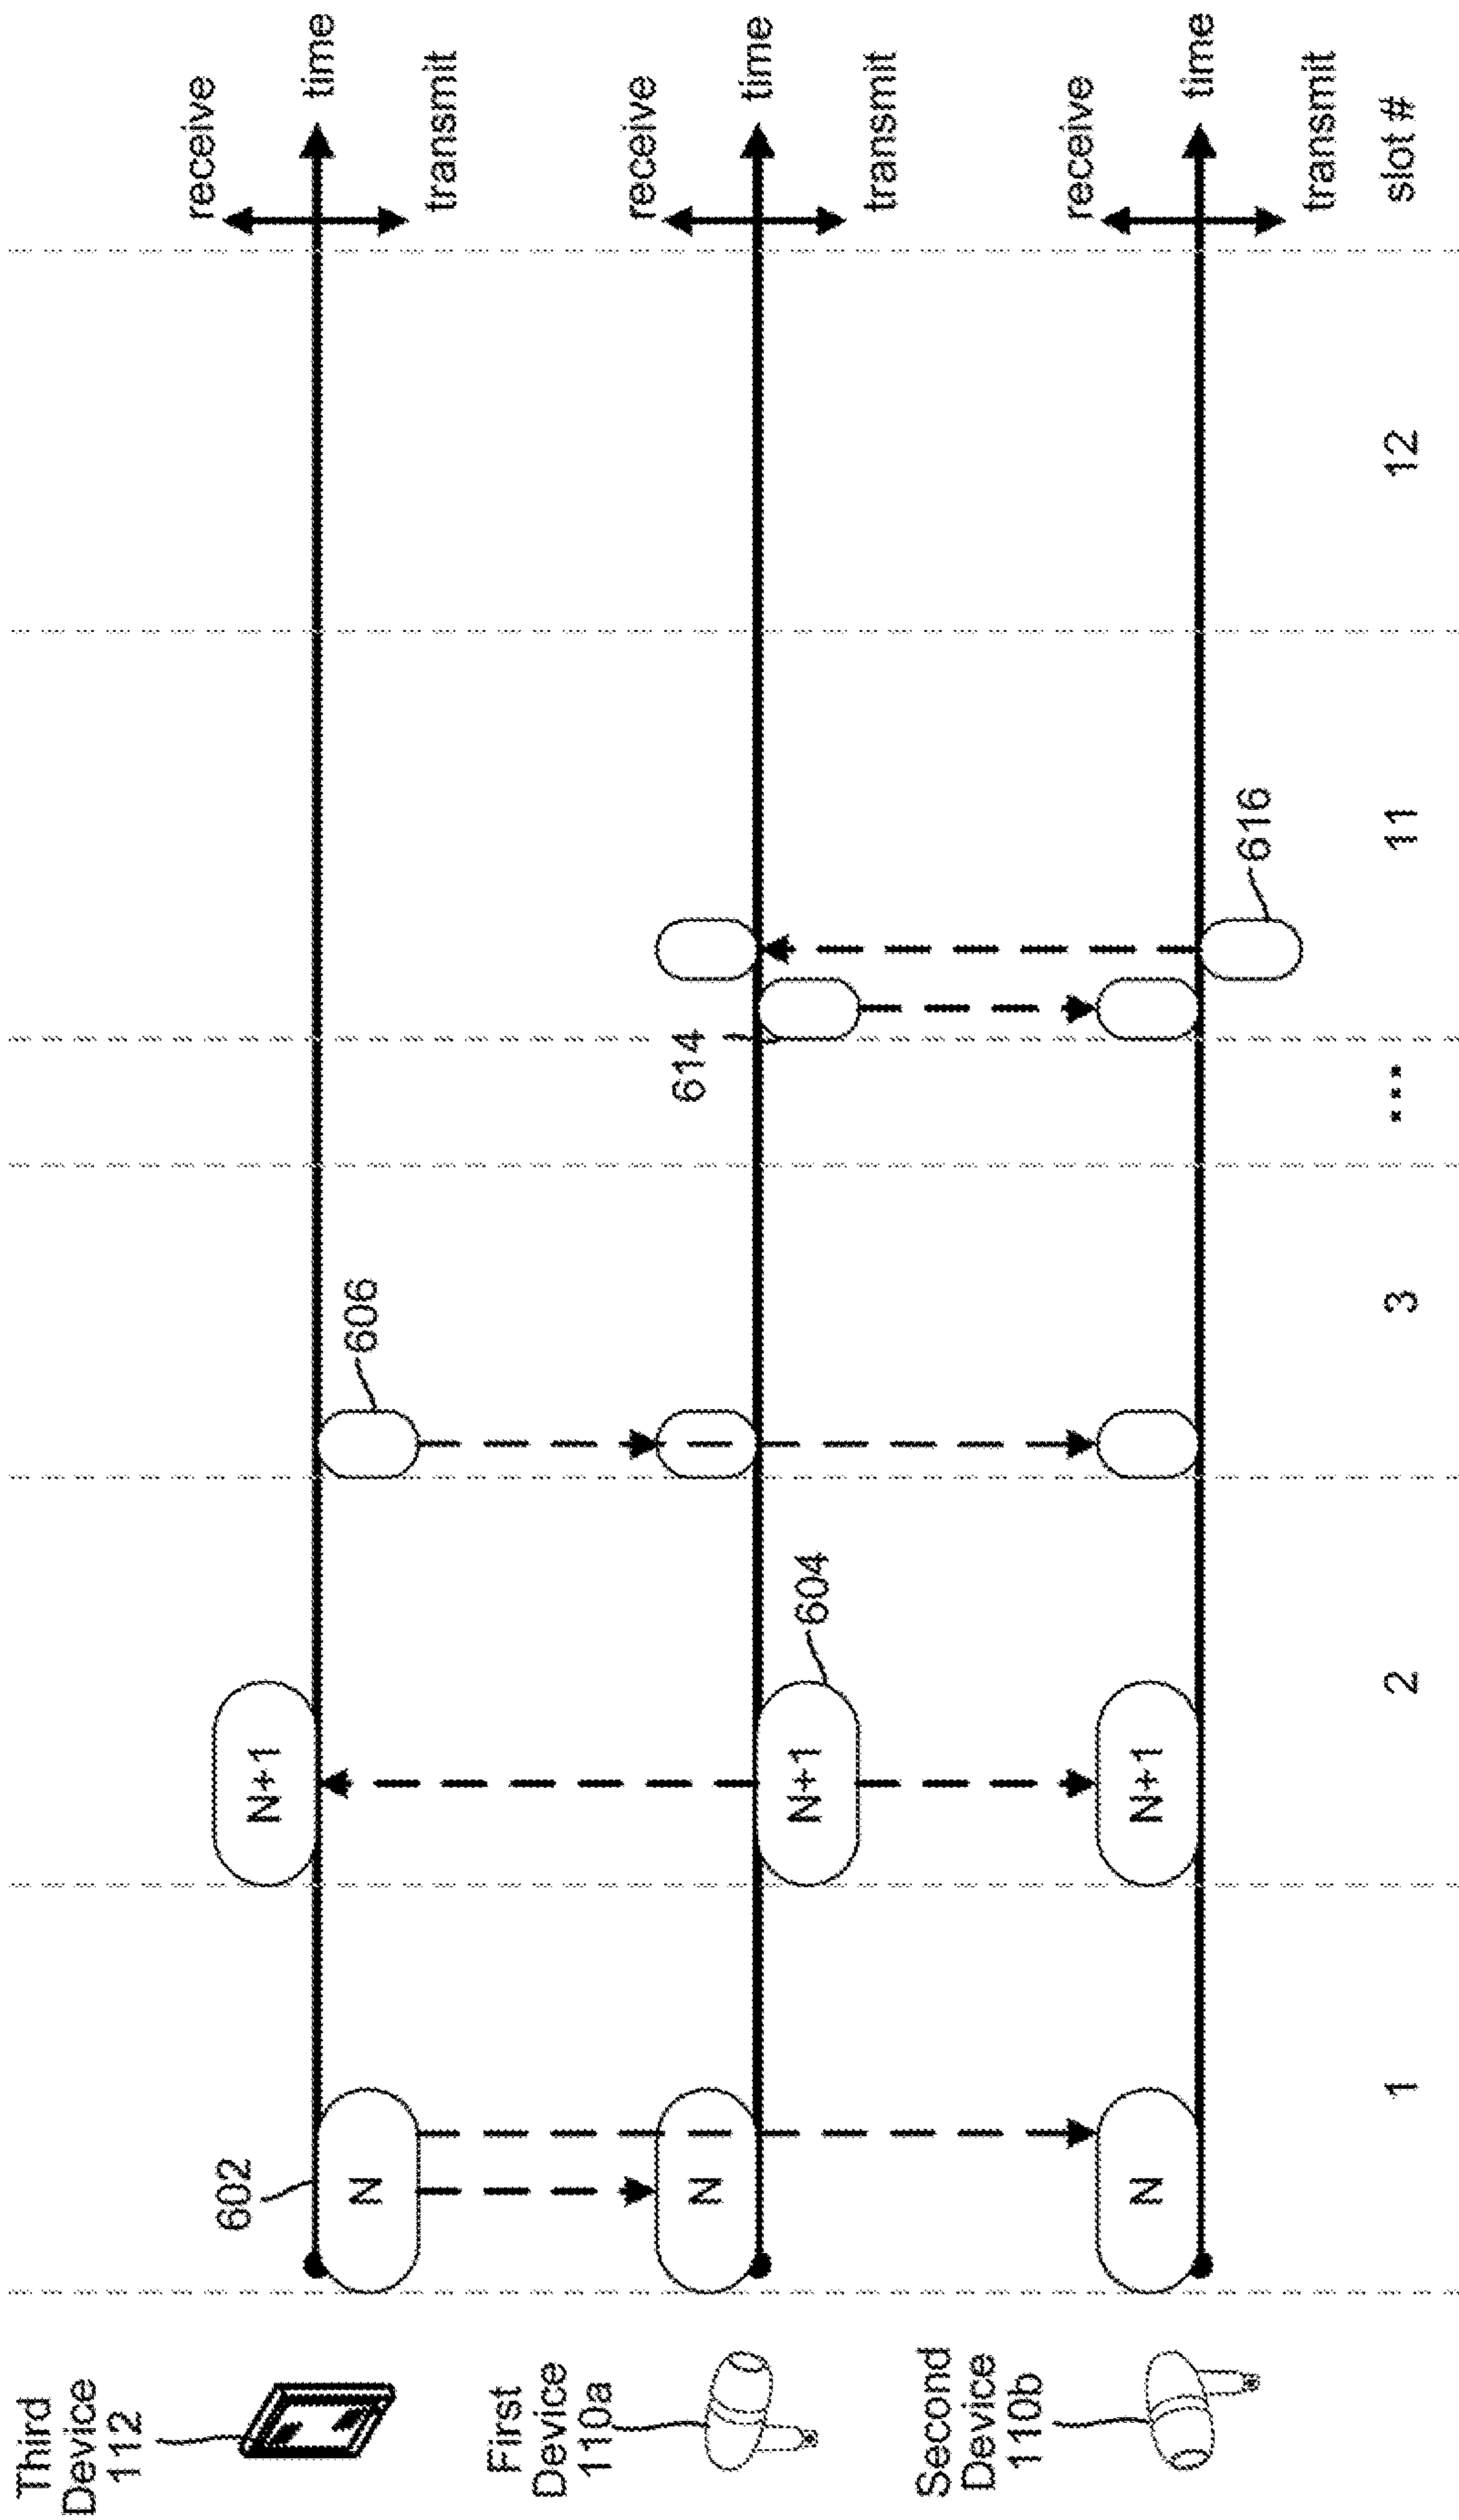 Third
Device
112
602
N
N+1
606
receive
time
transmit
First
Device
110a
N
N+1
604
614
receive
time
transmit
Second
Device
110b
N
N+1
616
receive
time
transmit
1
2
3
...
11
12
slot #